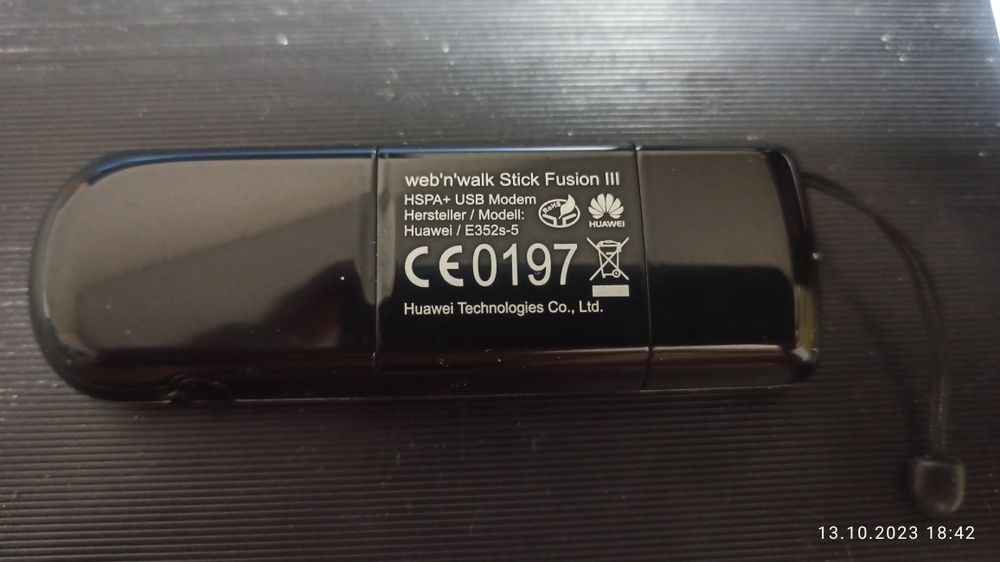 web'n'walk Stick Fusion III
HSPA+ USB Modem
Hersteller / Modell:
Huawei / E352s-5
RoHS
HUAWEI
CE0197
Huawei Technologies Co., Ltd.
13.10.2023 18:42